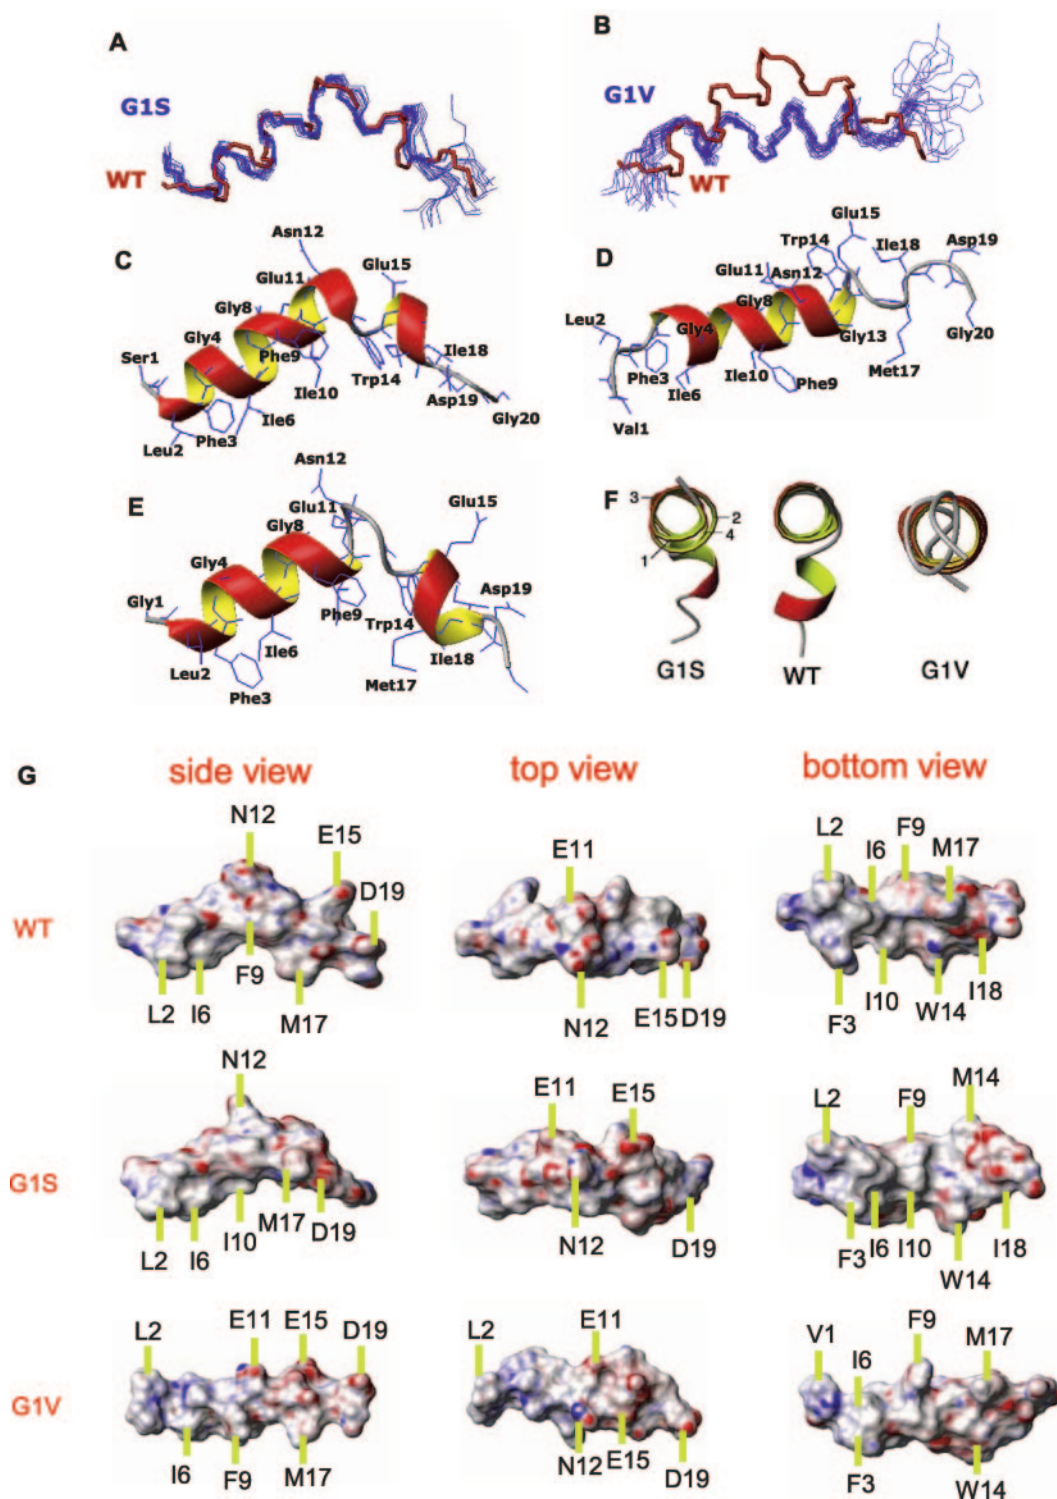 A
G1S
WT
B
G1V
WT
C
Asn12
Glu11
Glu15
Gly8
Gly4
Ser1
Phe9
Ile10
Trp14
Ile18
Asp19
Gly20
Ile6
Phe3
Leu2
D
Glu15
Trp14
Ile18
Asp19
Glu11
Asn12
Gly8
Leu2
Gly4
Gly13
Gly20
Phe3
Ile6
Ile10
Phe9
Met17
Val1
E
Asn12
Glu11
Glu15
Gly8
Gly4
Gly1
Phe9
Asp19
Trp14
Ile6
Ile18
Leu2
Met17
Phe3
F
3
2
4
1
G1S
WT
G1V
G
side view
top view
bottom view
WT
N12
E15
D19
L2
I6
F9
M17
E11
N12
E15
D19
L2
I6
F9
M17
F3
I10
W14
I18
G1S
N12
L2
I6
I10
M17
D19
E11
E15
N12
D19
L2
F9
M14
F3
I6
I10
W14
I18
G1V
L2
E11
E15
D19
I6
F9
M17
L2
E11
N12
E15
D19
V1
I6
F9
M17
F3
W14